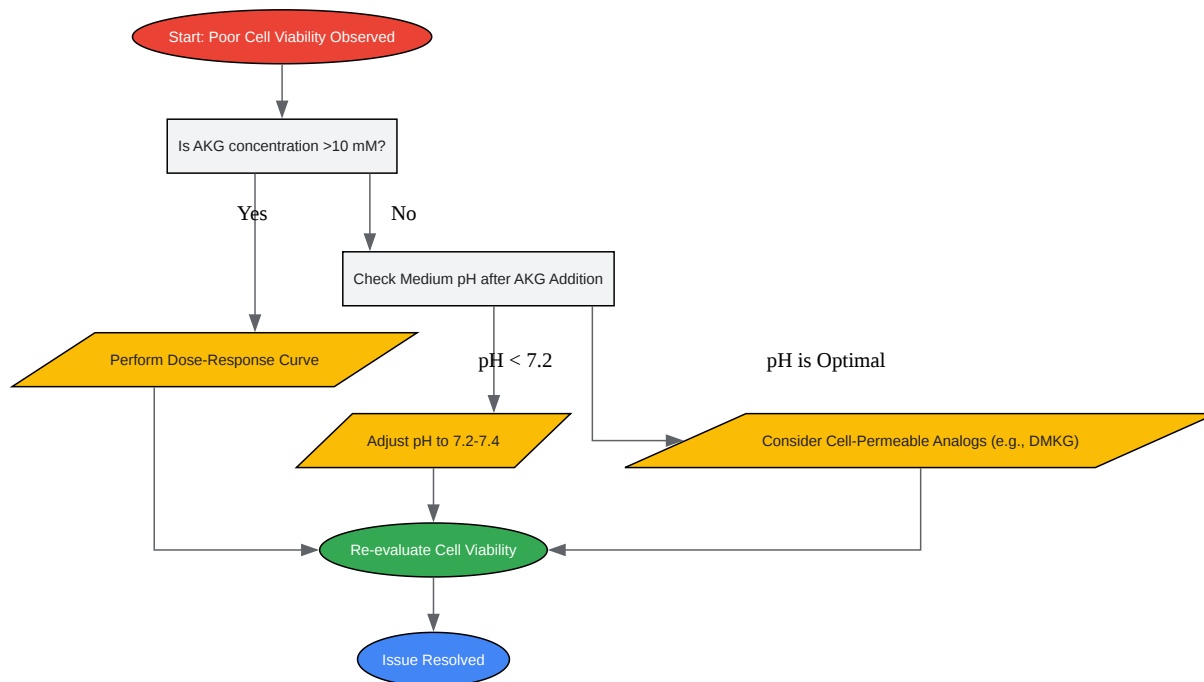 Start: Poor Cell Viability Observed
Is AKG concentration >10 mM?
Yes
No
Check Medium pH after AKG Addition
Perform Dose-Response Curve
pH < 7.2
pH is Optimal
Adjust pH to 7.2-7.4
Consider Cell-Permeable Analogs (e.g., DMKG)
Re-evaluate Cell Viability
Issue Resolved